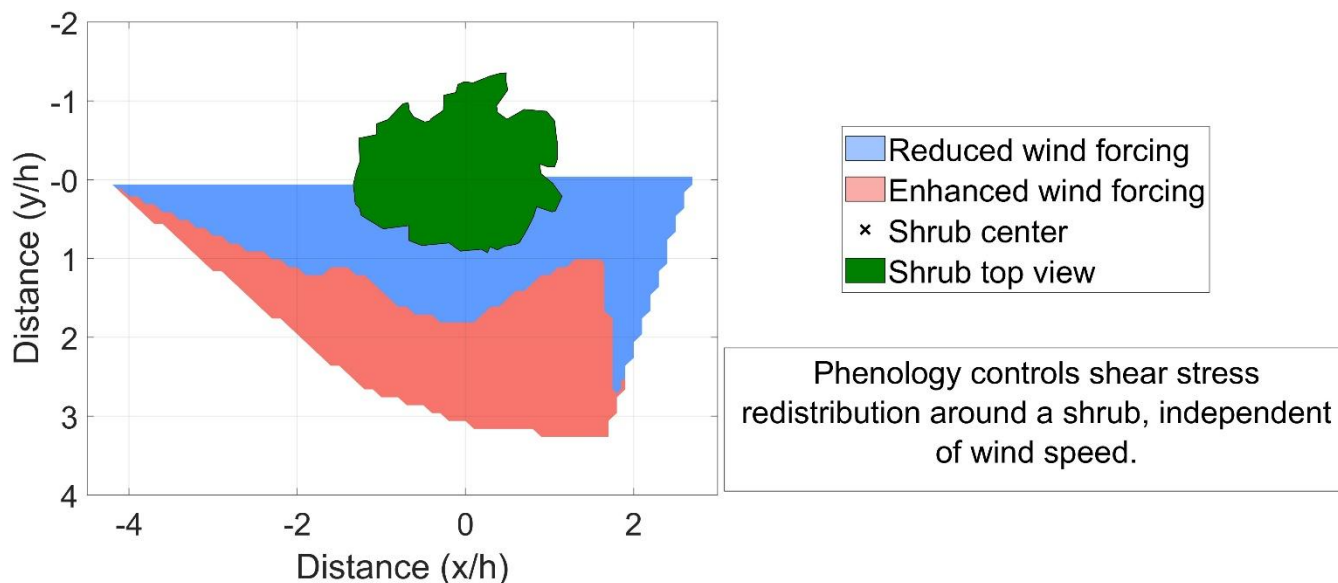 -2
-1
-0
1
2
3
4
Distance (y/h)
-4
-2
0
2
Distance (x/h)
Reduced wind forcing
Enhanced wind forcing
Shrub center
Shrub top view
Phenology controls shear stress
redistribution around a shrub, independent
of wind speed.